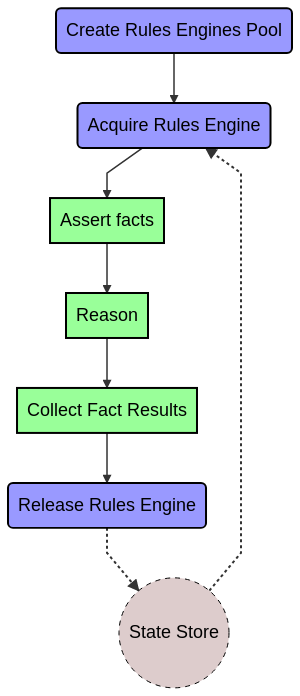 Create Rules Engines Pool
Acquire Rules Engine
Assert facts
Reason
Collect Fact Results
Release Rules Engine
State Store